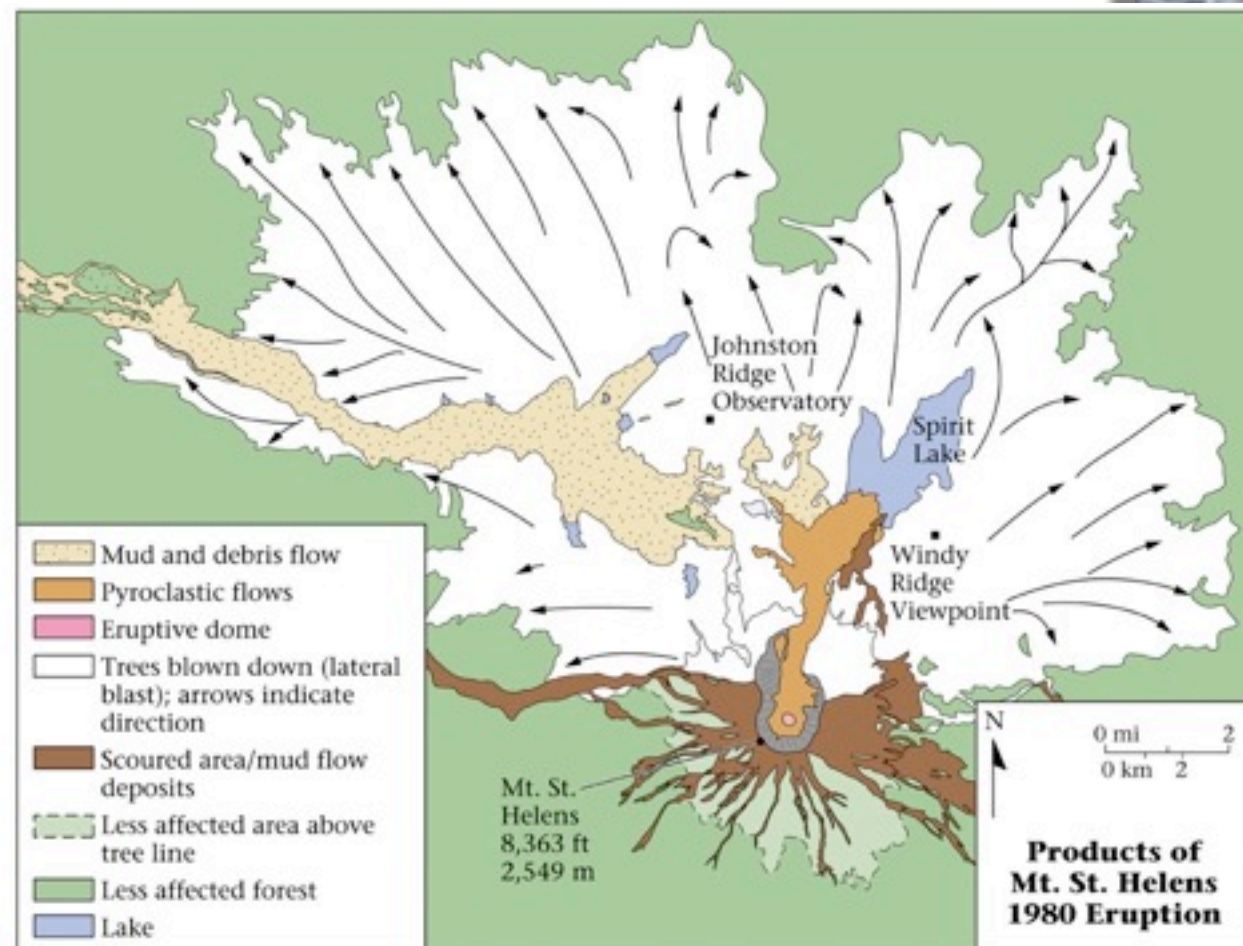 Johnston
Ridge
Observatory
Spirit
Lake
Windy
Ridge
Viewpoint
Mt. St.
Helens
8,363 ft
2,549 m
Mud and debris flow
Pyroclastic flows
Eruptive dome
Trees blown down (lateral
blast); arrows indicate
direction
Scoured area/mud flow
deposits
Less affected area above
tree line
Less affected forest
Lake
N
0 mi 2
0 km 2
Products of
Mt. St. Helens
1980 Eruption